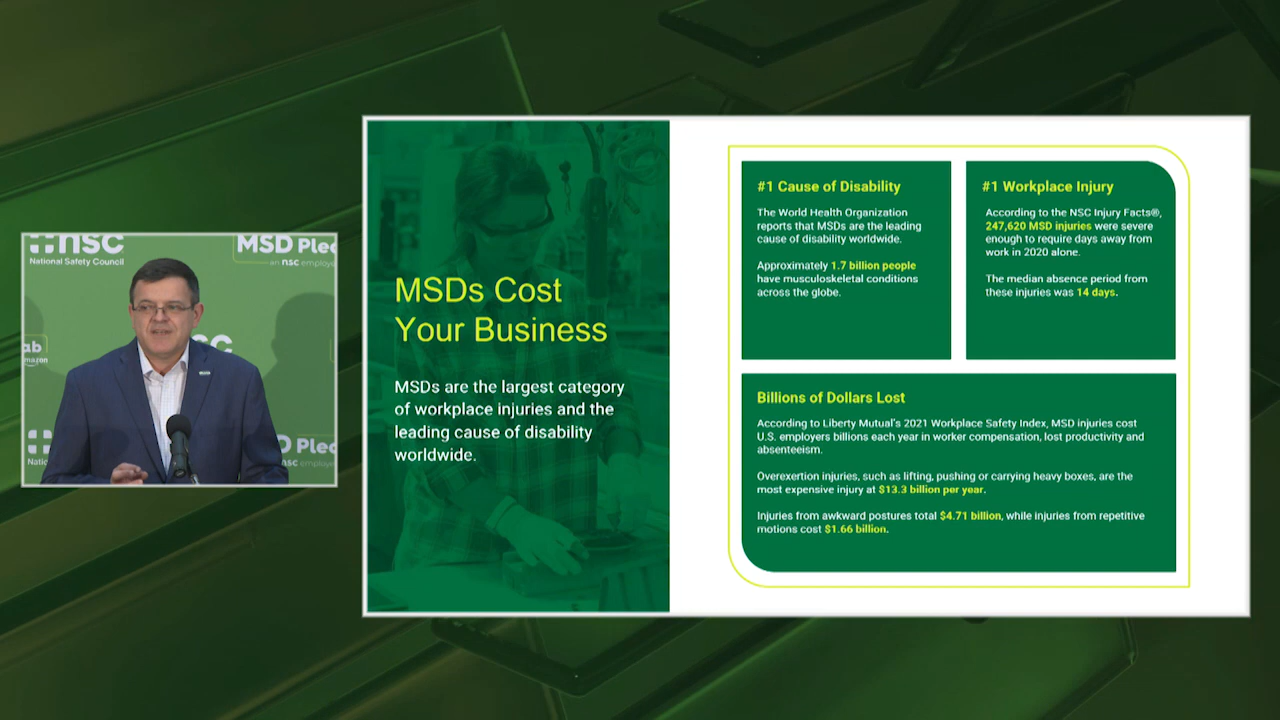 nsc
National Safety Council
MSD
an nsc
MSDs Cost
Your Business
MSDs are the largest category
of workplace injuries and the
leading cause of disability
worldwide.
#1 Cause of Disability
The World Health Organization
reports that MSDs are the leading
cause of disability worldwide.
Approximately 1.7 billion people
have musculoskeletal conditions
across the globe.
#1 Workplace Injury
According to the NSC Injury Facts®,
247,620 MSD injuries were severe
enough to require days away from
work in 2020 alone.
The median absence period from
these injuries was 14 days.
Billions of Dollars Lost
According to Liberty Mutual's 2021 Workplace Safety Index, MSD injuries cost
U.S. employers billions each year in worker compensation, lost productivity and
absenteeism.
Overexertion injuries, such as lifting, pushing or carrying heavy boxes, are the
most expensive injury at $13.3 billion per year.
Injuries from awkward postures total $4.71 billion, while injuries from repetitive
motions cost $1.66 billion.